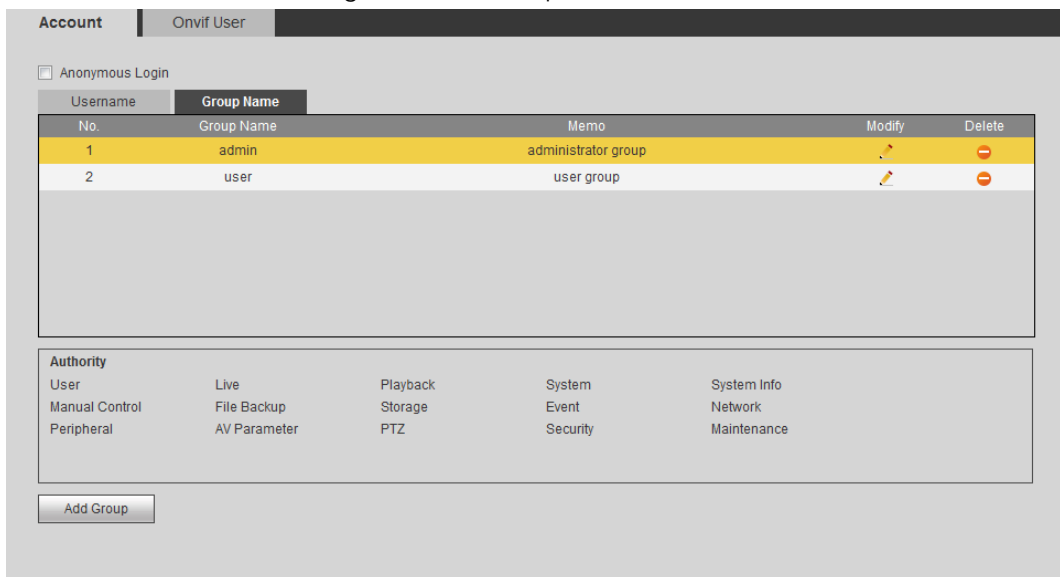 Account Onvif User
Anonymous Login
Username Group Name
No. Group Name Memo Modify Delete
1 admin administrator group
2 user user group
Authority
User Live Playback System System Info
Manual Control File Backup Storage Event Network
Peripheral AV Parameter PTZ Security Maintenance
Add Group